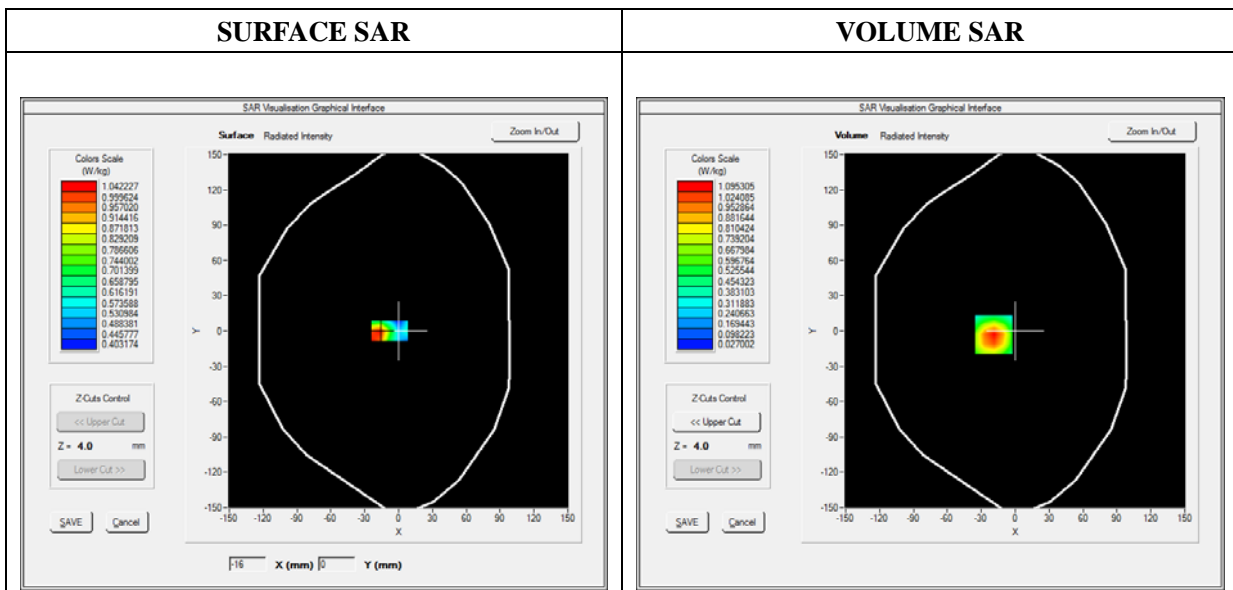 SURFACE SAR
VOLUME SAR
SAR Visualisation Graphical Interface
Surface Radiated Intensity
Zoom In/Out
Colors Scale
(W/kg)
1.042227
0.999624
0.957020
0.914416
0.871813
0.829209
0.786606
0.744002
0.701399
0.658795
0.616191
0.573588
0.530984
0.488381
0.445777
0.403174
Z-Cuts Control
<< Upper Cut
Z = 4.0 mm
Lower Cut >>
SAVE Cancel
150
120
90
60
30
0
-30
-60
-90
-120
-150
Y
-150 -120 -90 -60 -30 0 30 60 90 120 150
X
-16 X (mm) 0 Y (mm)
SAR Visualisation Graphical Interface
Volume Radiated Intensity
Zoom In/Out
Colors Scale
(W/kg)
1.095305
1.024085
0.952864
0.881644
0.810424
0.739204
0.667984
0.596764
0.525544
0.454323
0.383103
0.311883
0.240663
0.169443
0.098223
0.027002
Z-Cuts Control
<< Upper Cut
Z = 4.0 mm
Lower Cut >>
SAVE Cancel
150
120
90
60
30
0
-30
-60
-90
-120
-150
Y
-150 -120 -90 -60 -30 0 30 60 90 120 150
X